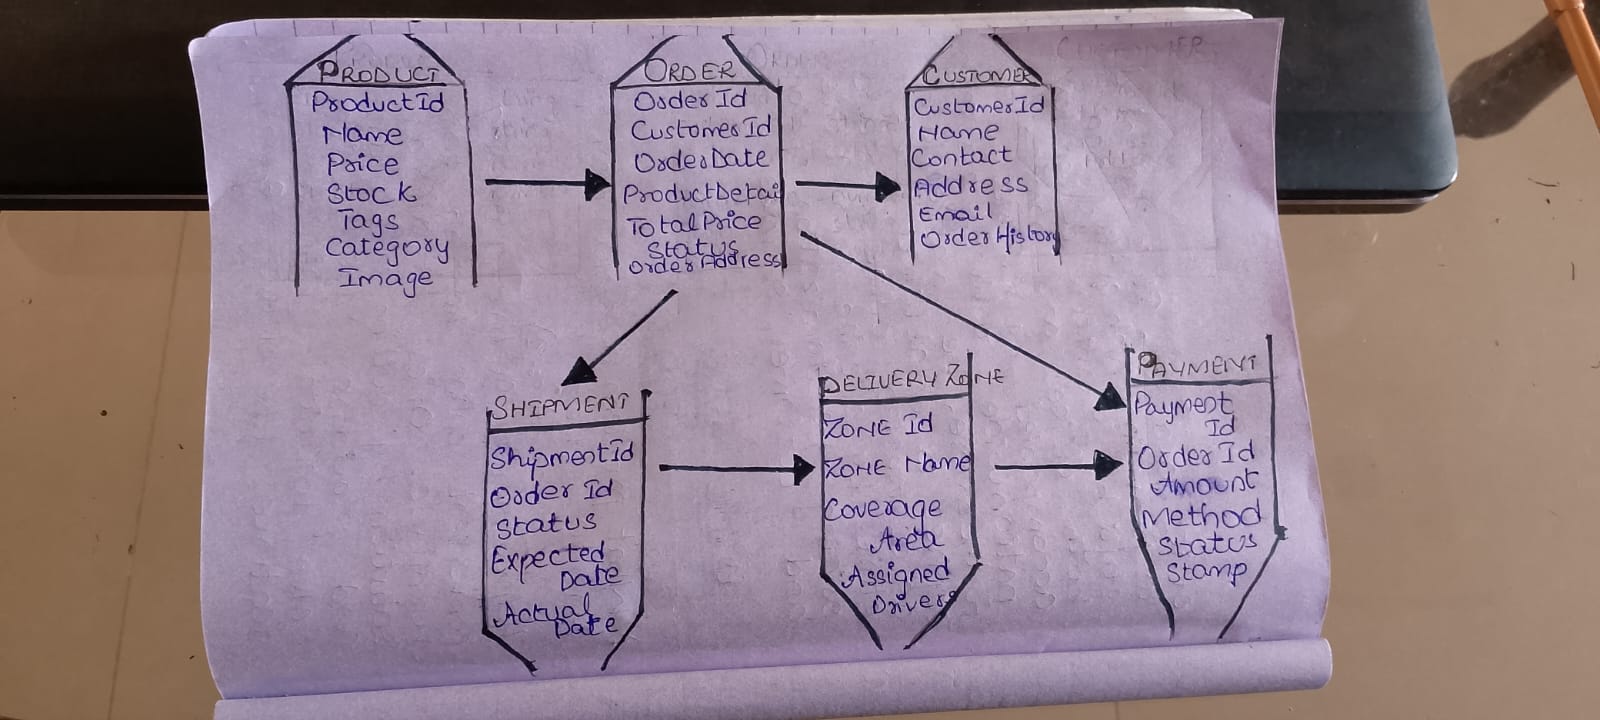 PRODUCT
ProductId
Name
Price
Stock
Tags
Category
Image
ORDER
Order Id
Customer Id
OrderDate
ProductDetail
Total Price
Status
Order Address
CUSTOMER
CustomerId
Name
Contact
Address
Email
Order History
SHIPMENT
ShipmentId
Order Id
Status
Expected
Date
Actual
Date
DELIVERY ZONE
ZONE Id
ZONE Name
Coverage
Area
Assigned
Drivers
PAYMENT
Payment
Id
Order Id
Amount
Method
Status
Stamp